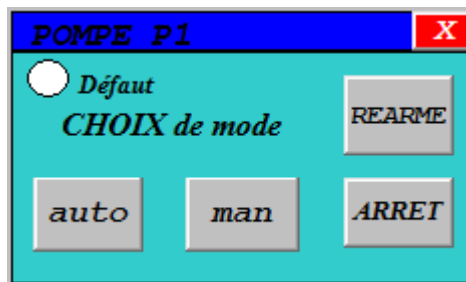 POMPE P1 X
Défaut
CHOIX de mode
REARME
auto man ARRET